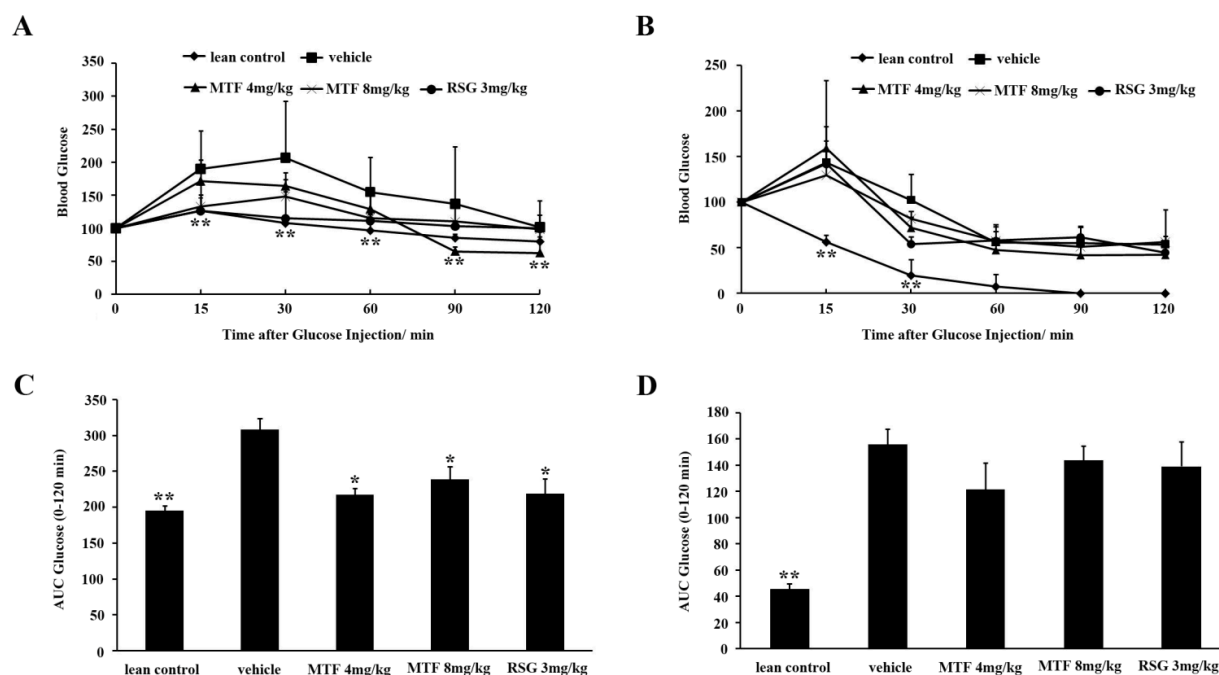 A
lean control vehicle
MTF 4mg/kg MTF 8mg/kg RSG 3mg/kg
Blood Glucose
350
300
250
200
150
100
50
0
** ** ** ** **
0 15 30 60 90 120
Time after Glucose Injection/ min
B
lean control vehicle
MTF 4mg/kg MTF 8mg/kg RSG 3mg/kg
Blood Glucose
250
200
150
100
50
0
** **
0 15 30 60 90 120
Time after Glucose Injection/ min
C
AUC Glucose (0-120 min)
350
300
250
200
150
100
50
0
** * * *
lean control vehicle MTF 4mg/kg MTF 8mg/kg RSG 3mg/kg
D
AUC Glucose (0-120 min)
180
160
140
120
100
80
60
40
20
0
**
lean control vehicle MTF 4mg/kg MTF 8mg/kg RSG 3mg/kg